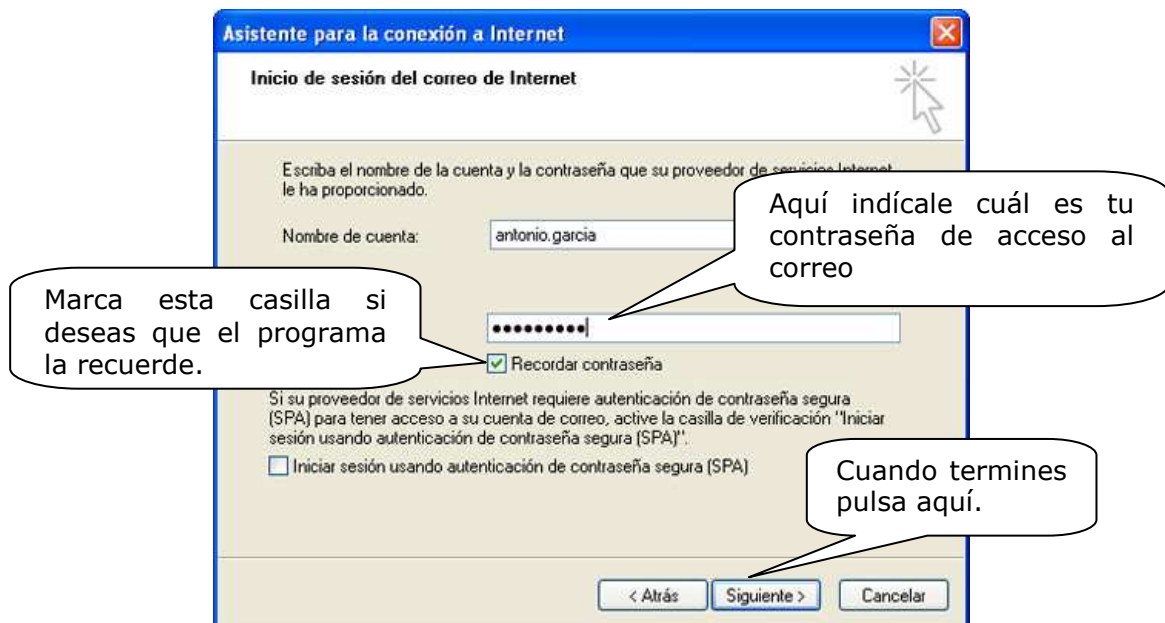 Asistente para la conexión a Internet
Inicio de sesión del correo de Internet
Escriba el nombre de la cuenta y la contraseña que su proveedor de servicios Internet
le ha proporcionado.
Aquí indícale cuál es tu
contraseña de acceso al
correo
Nombre de cuenta:
antonio.garcia
Marca esta casilla si
deseas que el programa
la recuerde.
•••••••••
Recordar contraseña
Si su proveedor de servicios Internet requiere autenticación de contraseña segura
(SPA) para tener acceso a su cuenta de correo, active la casilla de verificación "Iniciar
sesión usando autenticación de contraseña segura (SPA)".
Iniciar sesión usando autenticación de contraseña segura (SPA)
Cuando termines
pulsa aquí.
< Atrás
Siguiente >
Cancelar